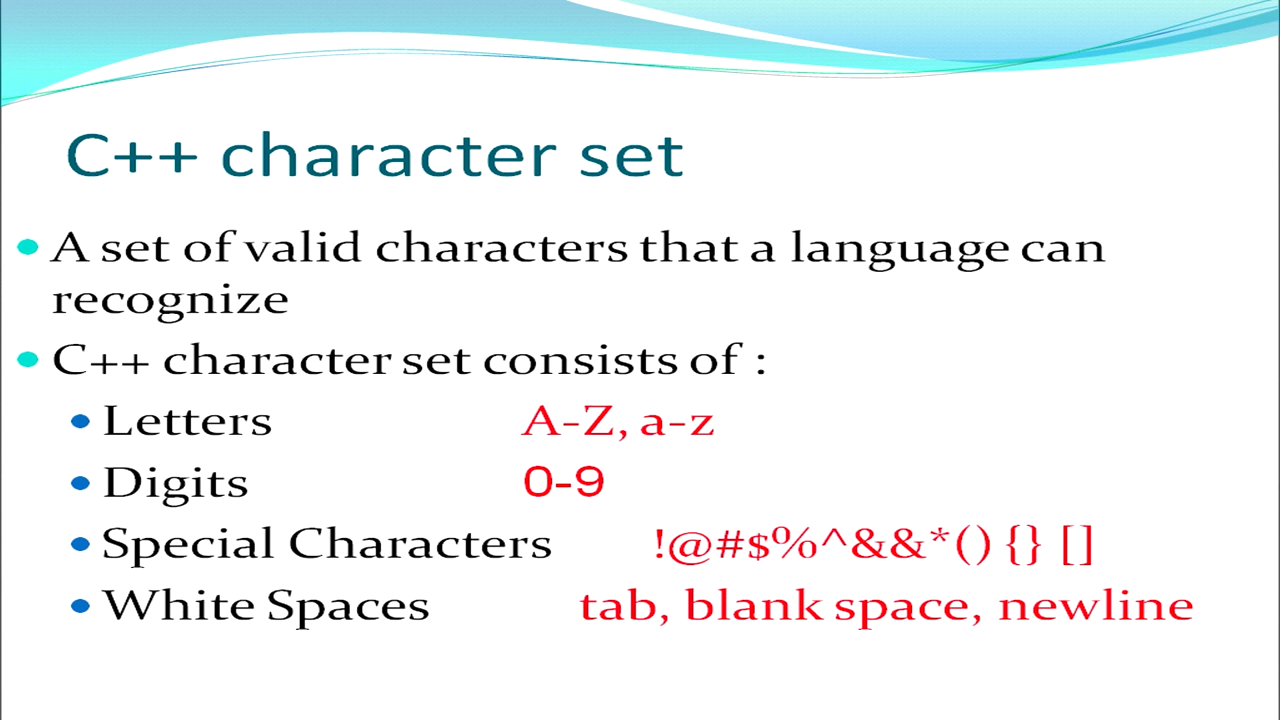 C++ character set
• A set of valid characters that a language can
recognize
• C++ character set consists of :
• Letters A-Z, a-z
• Digits 0-9
• Special Characters !@#$%^&&*() {} []
• White Spaces tab, blank space, newline